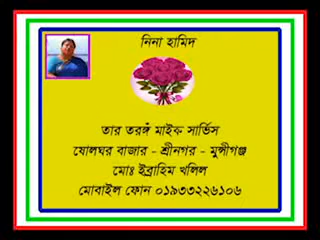 নিনা হামিদ
তার তরঙ্গঁ মাইক সার্ভিস
ষোলঘর বাজার - শ্রীনগর - মুন্সীগঞ্জ
মোঃ ইব্রাহিম খলিল
মোবাইল ফোন ০১৯৩৩২২৬১০৬